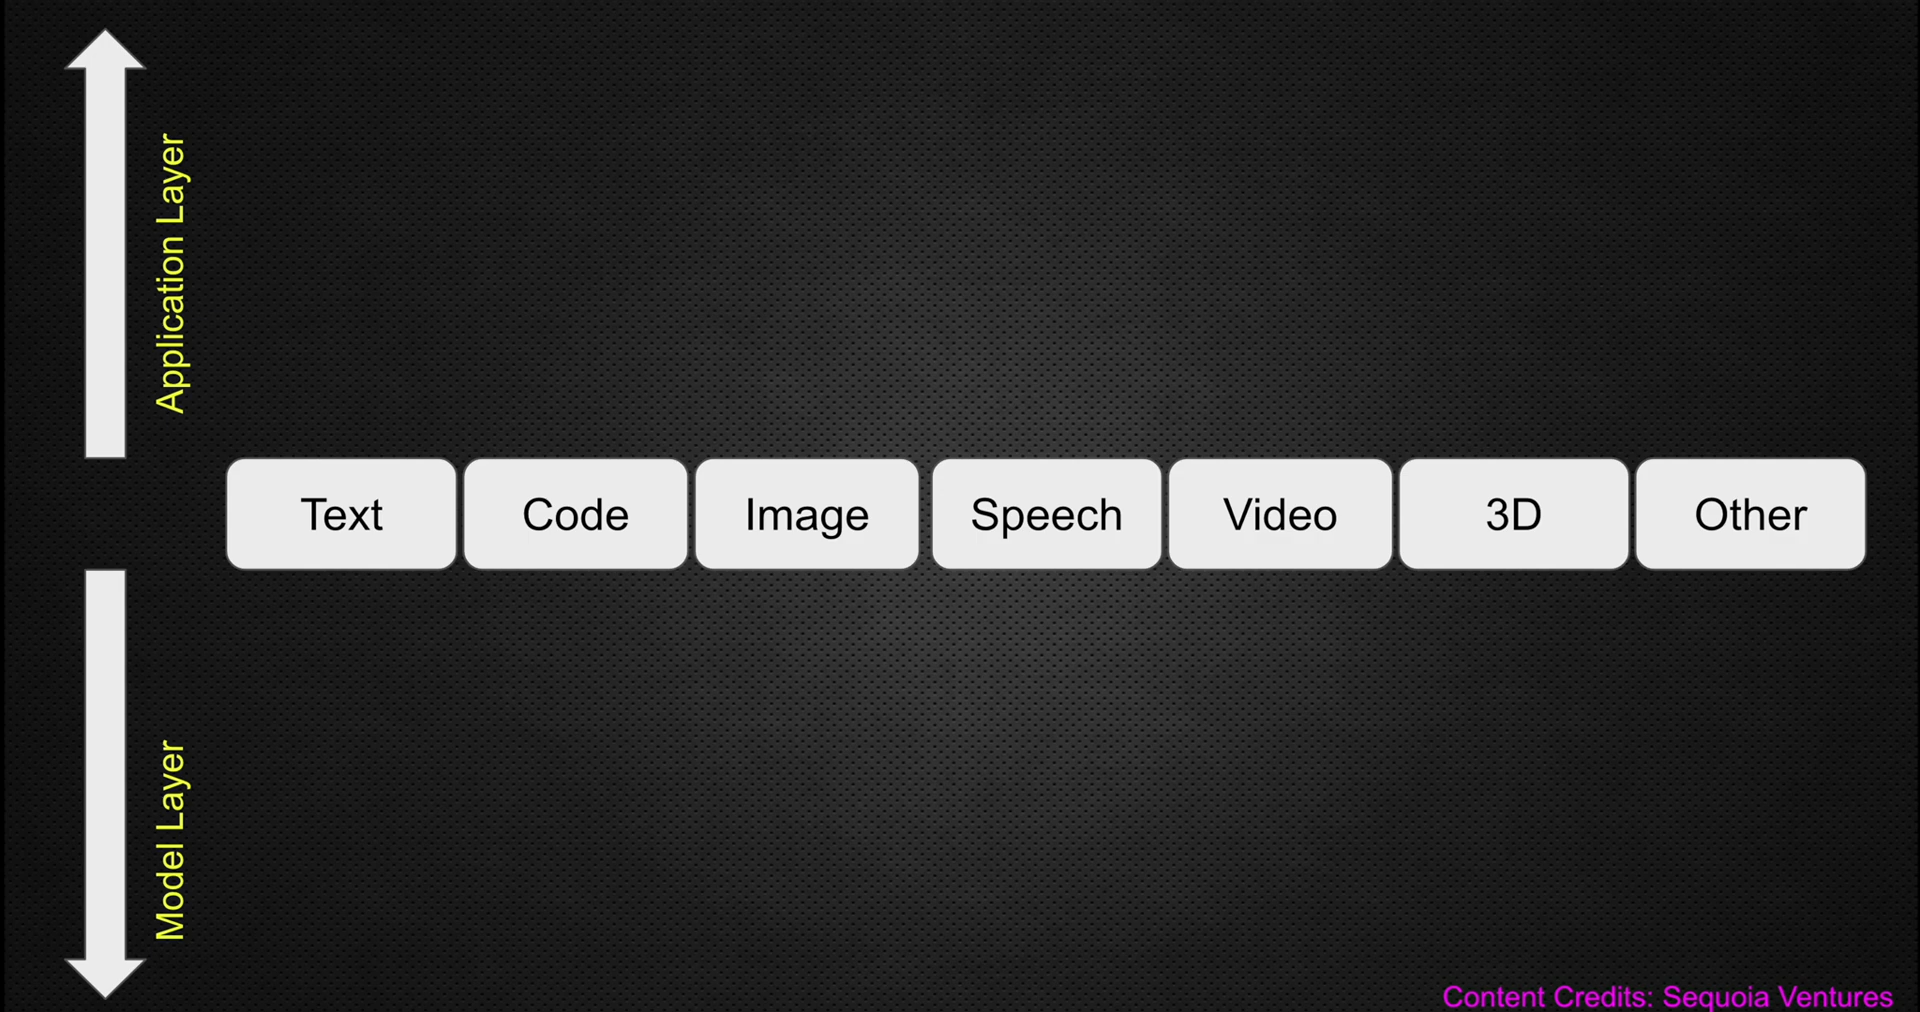 Application Layer
Text
Code
Image
Speech
Video
3D
Other
Model Layer
Content Credits: Sequoia Ventures